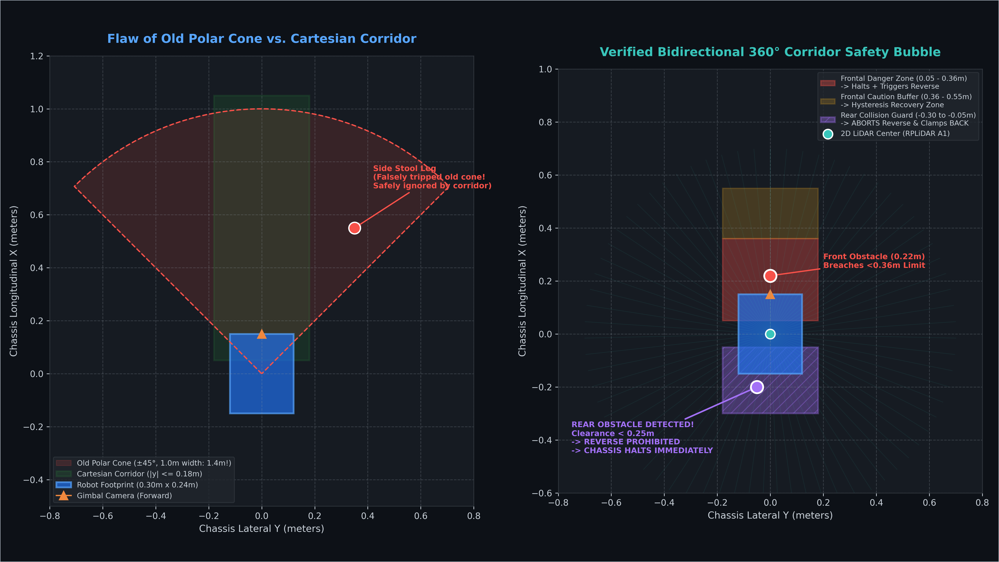 Flaw of Old Polar Cone vs. Cartesian Corridor
1.2
1.0
0.8
0.6
0.4
0.2
0.0
−0.2
−0.4
Chassis Longitudinal X (meters)
Side Stool Leg
(Falsely tripped old cone!
Safely ignored by corridor)
Old Polar Cone (±45°, 1.0m width: 1.4m!)
Cartesian Corridor (|y| <= 0.18m)
Robot Footprint (0.30m x 0.24m)
Gimbal Camera (Forward)
−0.8 −0.6 −0.4 −0.2 0.0 0.2 0.4 0.6 0.8
Chassis Lateral Y (meters)
Verified Bidirectional 360° Corridor Safety Bubble
1.0
0.8
0.6
0.4
0.2
0.0
−0.2
−0.4
−0.6
Chassis Longitudinal X (meters)
Frontal Danger Zone (0.05 - 0.36m)
-> Halts + Triggers Reverse
Frontal Caution Buffer (0.36 - 0.55m)
-> Hysteresis Recovery Zone
Rear Collision Guard (-0.30 to -0.05m)
-> ABORTS Reverse & Clamps BACK
2D LiDAR Center (RPLiDAR A1)
Front Obstacle (0.22m)
Breaches <0.36m Limit
REAR OBSTACLE DETECTED!
Clearance < 0.25m
-> REVERSE PROHIBITED
-> CHASSIS HALTS IMMEDIATELY
−0.8 −0.6 −0.4 −0.2 0.0 0.2 0.4 0.6 0.8
Chassis Lateral Y (meters)